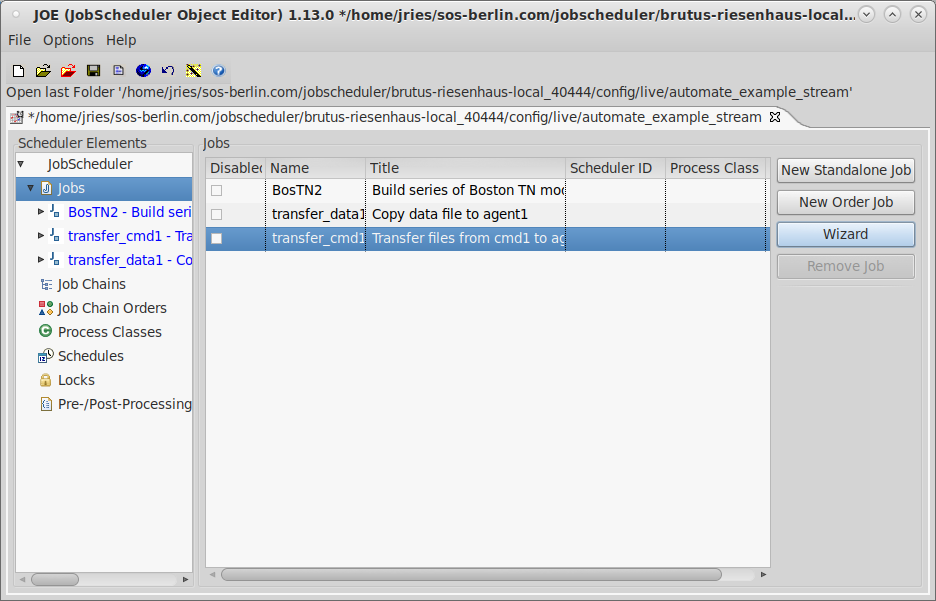 JOE (JobScheduler Object Editor) 1.13.0 */home/jries/sos-berlin.com/jobscheduler/brutus-riesenhaus-local...
File Options Help
Open last Folder '/home/jries/sos-berlin.com/jobscheduler/brutus-riesenhaus-local_40444/config/live/automate_example_stream'
*/home/jries/sos-berlin.com/jobscheduler/brutus-riesenhaus-local_40444/config/live/automate_example_stream
Scheduler Elements
JobScheduler
Jobs
BosTN2 - Build seri
transfer_cmd1 - Tra
transfer_data1 - Co
Job Chains
Job Chain Orders
Process Classes
Schedules
Locks
Pre-/Post-Processing
Jobs
Disabled Name Title Scheduler ID Process Class
BosTN2 Build series of Boston TN mod
transfer_data1 Copy data file to agent1
transfer_cmd1 Transfer files from cmd1 to ag
New Standalone Job
New Order Job
Wizard
Remove Job